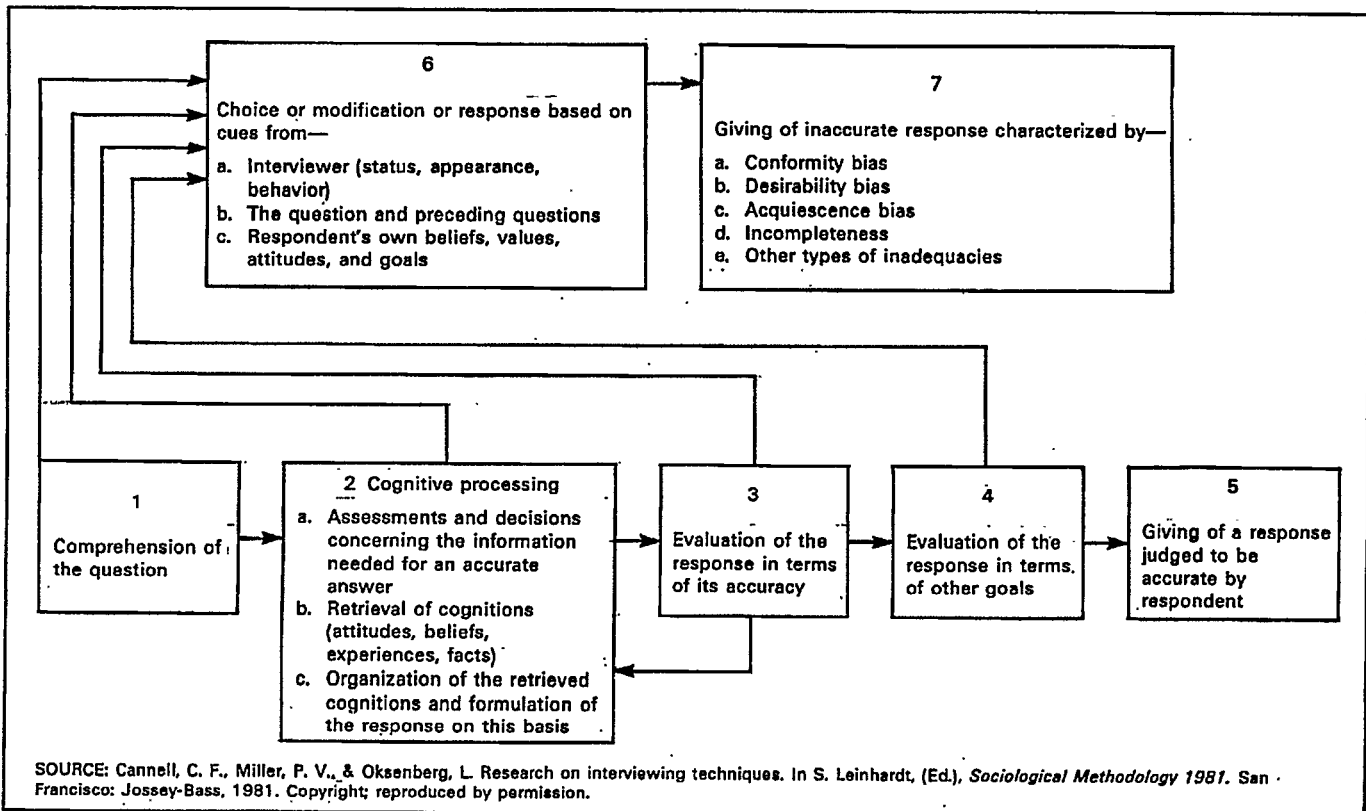 6
Choice or modification or response based on
cues from—
a. Interviewer (status, appearance,
behavior)
b. The question and preceding questions
c. Respondent's own beliefs, values,
attitudes, and goals
7
Giving of inaccurate response characterized by—
a. Conformity bias
b. Desirability bias
c. Acquiescence bias
d. Incompleteness
e. Other types of inadequacies
1
Comprehension of
the question
2 Cognitive processing
a. Assessments and decisions
concerning the information
needed for an accurate
answer
b. Retrieval of cognitions
(attitudes, beliefs,
experiences, facts)
c. Organization of the retrieved
cognitions and formulation of
the response on this basis
3
Evaluation of the
response in terms
of its accuracy
4
Evaluation of the
response in terms
of other goals
5
Giving of a response
judged to be
accurate by
respondent
SOURCE: Cannell, C. F., Miller, P. V., & Oksenberg, L. Research on interviewing techniques. In S. Leinhardt, (Ed.), Sociological Methodology 1981. San
Francisco: Jossey-Bass, 1981. Copyright; reproduced by permission.